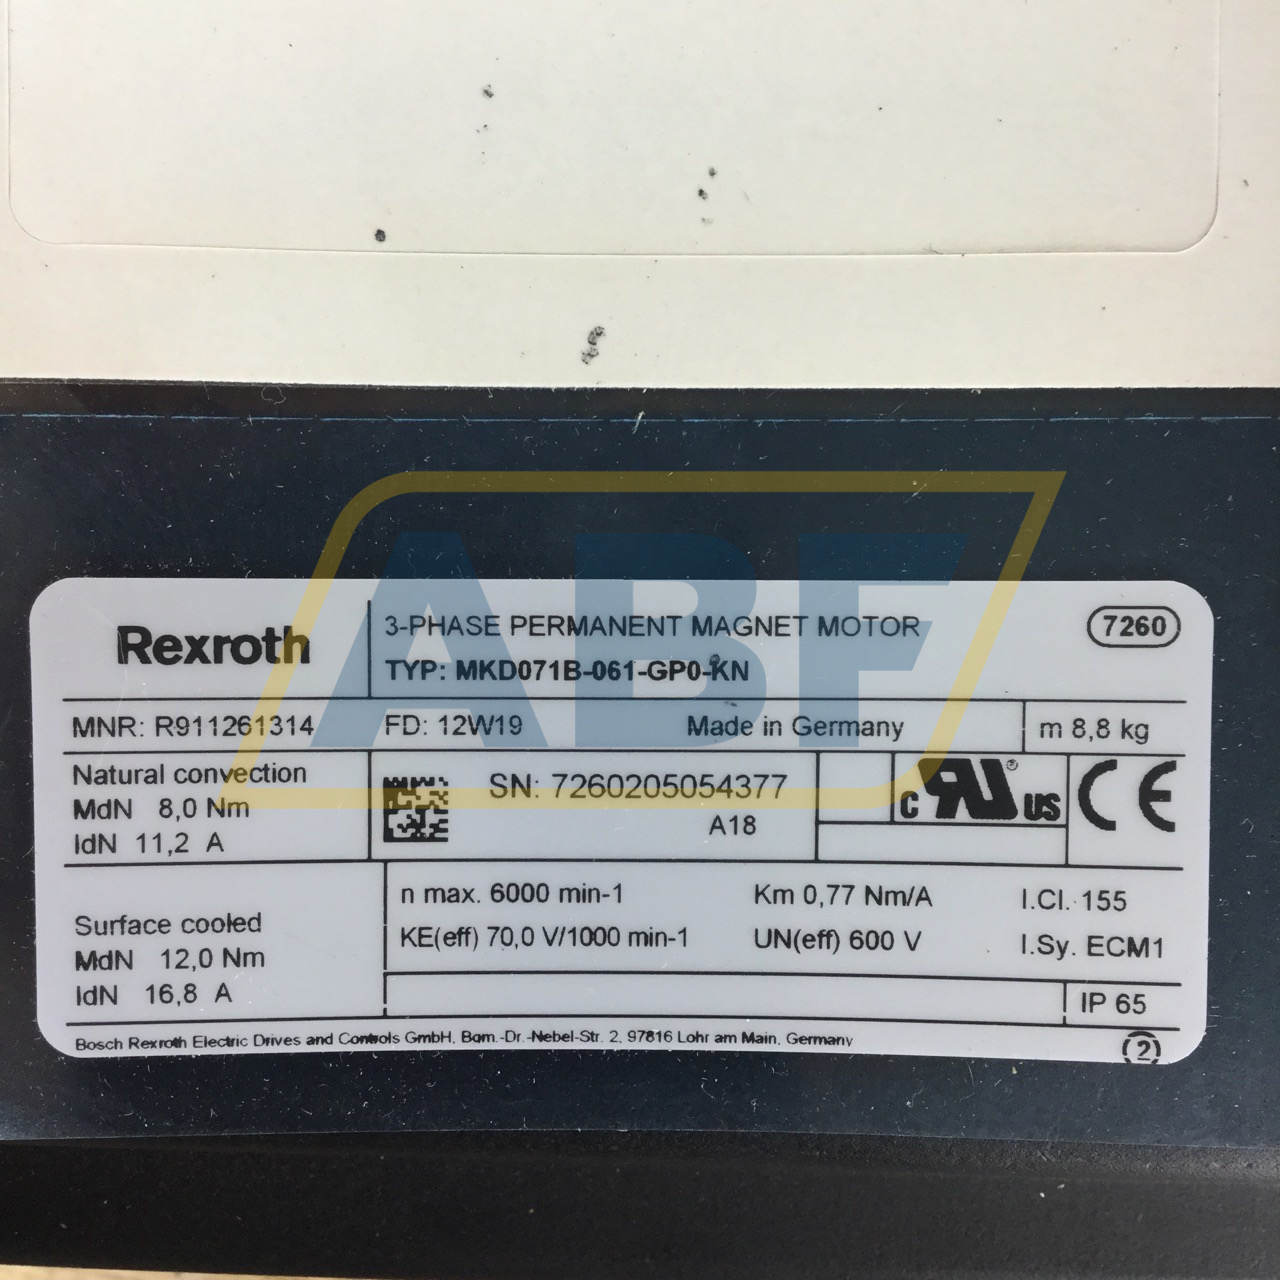 Rexroth
3-PHASE PERMANENT MAGNET MOTOR
7260
TYP: MKD071B-061-GP0-KN
MNR: R911261314
FD: 12W19
Made in Germany
m 8,8 kg
Natural convection
MdN 8,0 Nm
IdN 11,2 A
SN: 7260205054377
A18
c RU ® US
CE
Surface cooled
MdN 12,0 Nm
IdN 16,8 A
n max. 6000 min-1
Km 0,77 Nm/A
I.Cl. 155
KE(eff) 70,0 V/1000 min-1
UN(eff) 600 V
I.Sy. ECM1
IP 65
Bosch Rexroth Electric Drives and Controls GmbH, Bgm.-Dr.-Nebel-Str. 2, 97816 Lohr am Main, Germany
2
ABF